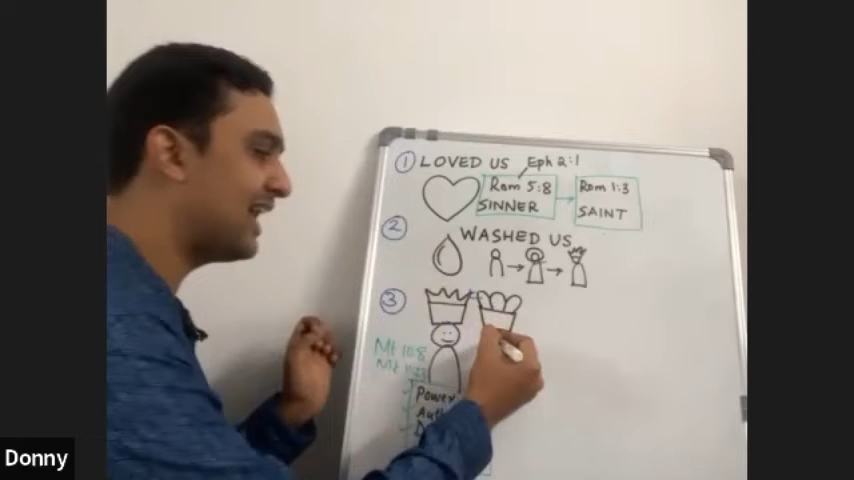 ① LOVED US Eph 2:1
Rom 5:8
SINNER
Rom 1:3
SAINT
②
WASHED US
③
Mt 10:8
Power
Donny